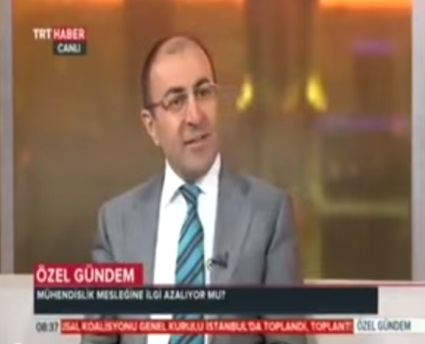 TRT HABER
CANLI
ÖZEL GÜNDEM
MÜHENDİSLİK MESLEĞİNE İLGİ AZALIYOR MU?
08:37 USAL KOALİSYONU GENEL KURULU İSTANBUL'DA TOPLANDI, TOPLANT ÖZEL GÜNDEM